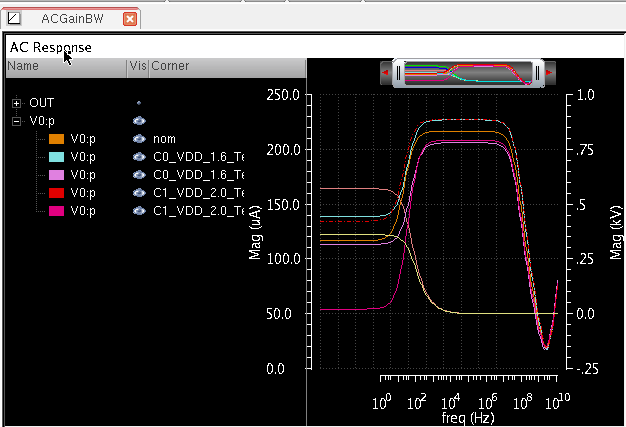 ACGainBW
AC Response
Name Vis Corner
OUT
V0:p
V0:p nom
V0:p C0_VDD_1.6_Te
V0:p C0_VDD_1.6_Te
V0:p C1_VDD_2.0_Te
V0:p C1_VDD_2.0_Te
Mag (uA)
250.0
200.0
150.0
100.0
50.0
0.0
1.0
.75
.5
.25
0.0
-.25
Mag (kV)
10^0 10^2 10^4 10^6 10^8 10^10
freq (Hz)